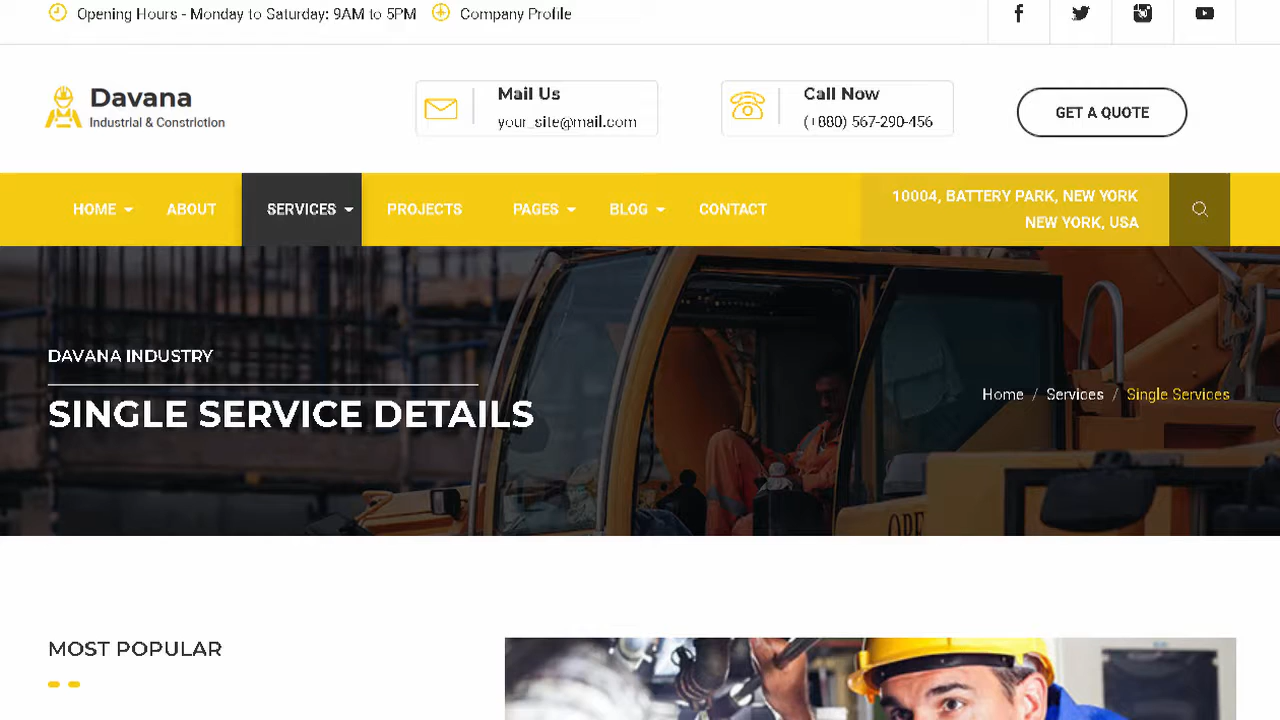 Opening Hours - Monday to Saturday: 9AM to 5PM
Company Profile
Davana
Industrial & Constriction
Mail Us
your_site@mail.com
Call Now
(+880) 567-290-456
GET A QUOTE
HOME
ABOUT
SERVICES
PROJECTS
PAGES
BLOG
CONTACT
10004, BATTERY PARK, NEW YORK
NEW YORK, USA
DAVANA INDUSTRY
SINGLE SERVICE DETAILS
Home / Services / Single Services
OPE
MOST POPULAR